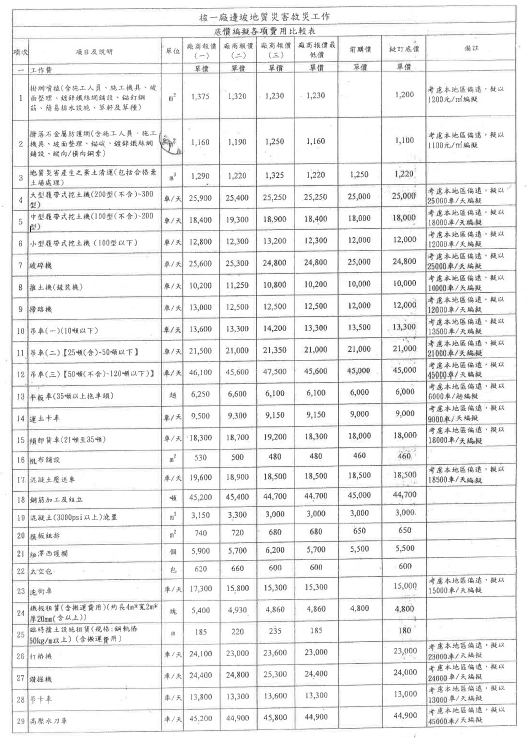 搶一廠邊坡地質災害救災工作
底價編擬各項費用比較表
項次 項目及說明 單位 廠商報價(一) 廠商報價(二) 廠商報價(三) 廠商報價最低價 前購價 擬訂底價 備註
單價 單價 單價 單價 單價 單價
一 工作費
1 掛網噴植(含施工人員、施工機具、坡面整理、鍍鋅鐵絲網鋪設、錨釘鋼筋、簡易排水設施、草籽及草種) m² 1,375 1,320 1,230 1,230 1,200 考慮本地區偏遠，擬以1200元/㎡編擬
2 防護網(含施工人員、施工機具、坡面整理、鍍鋅鐵絲網鋪設、縱向/橫向鋼索) 1,160 1,190 1,250 1,160 1,100 考慮本地區偏遠，擬以1100元/㎡編擬
3 地質災害產生之棄土清運(包括合格棄土場處理) m³ 1,290 1,220 1,325 1,220 1,250 1,220
4 大型履帶式挖土機(200型(不含)-300型) 車/天 25,900 25,400 25,250 25,250 25,000 25,000 考慮本地區偏遠，擬以25000車/天編擬
5 中型履帶式挖土機(100型(不含)-200型) 車/天 18,400 19,300 18,900 18,400 18,000 18,000 考慮本地區偏遠，擬以18000車/天編擬
6 小型履帶式挖土機(100型以下) 車/天 12,800 12,300 13,200 12,300 12,000 12,000 考慮本地區偏遠，擬以12000車/天編擬
7 破碎機 車/天 25,600 25,300 24,800 24,800 25,000 24,800 考慮本地區偏遠，擬以25000車/天編擬
8 推土機(鏟裝機) 車/天 10,200 11,250 10,800 10,200 10,000 10,000 考慮本地區偏遠，擬以10000車/天編擬
9 掃路機 車/天 13,000 12,500 12,500 12,500 12,000 12,000 考慮本地區偏遠，擬以12000車/天編擬
10 吊車(一)(10噸以下) 車/天 13,600 13,300 14,200 13,300 13,500 13,300 考慮本地區偏遠，擬以13500車/天編擬
11 吊車(二)【25噸(含)-50噸以下】 車/天 21,500 21,000 21,350 21,000 21,000 21,000 考慮本地區偏遠，擬以21000車/天編擬
12 吊車(三)【50噸(不含)-120噸以下】 車/天 46,100 45,600 47,500 45,600 45,000 45,000 考慮本地區偏遠，擬以45000車/天編擬
13 平板車(35噸以上拖車頭) 趟 6,250 6,600 6,100 6,100 6,000 6,000 考慮本地區偏遠，擬以6000車/趟編擬
14 運土卡車 車/天 9,500 9,300 9,150 9,150 9,000 9,000 考慮本地區偏遠，擬以9000車/天編擬
15 傾卸貨車(21噸至35噸) 車/天 18,300 18,700 19,200 18,300 18,000 18,000 考慮本地區偏遠，擬以18000車/天編擬
16 帆布鋪設 m² 530 500 480 480 460 460
17 混凝土壓送車 車/天 19,600 18,900 18,500 18,500 18,500 18,500 考慮本地區偏遠，擬以18500車/天編擬
18 鋼筋加工及組立 噸 45,200 45,400 44,700 44,700 45,000 44,700
19 混凝土(3000psi以上)澆置 m³ 3,150 3,300 3,000 3,000 3,000 3,000
20 模板組拆 m² 740 720 680 680 650 650
21 紐澤西護欄 個 5,900 5,700 6,200 5,700 5,500 5,500
22 太空包 包 620 660 600 600 600
23 洗街車 車/天 17,300 15,800 15,300 15,300 15,000 考慮本地區偏遠，擬以15000車/天編擬
24 鐵板租賃(含搬運費用)(約長4m*寬2m*厚20mm(含以上)) 塊 5,400 4,930 4,860 4,860 4,800 4,800
25 臨時擋土設施租賃(規格:鋼軌樁50kg/m以上)(含搬運費用) m 185 220 235 185 180
26 打樁機 車/天 24,100 23,000 23,600 23,000 23,000 考慮本地區偏遠，擬以23000車/天編擬
27 鑽掘機 車/天 24,400 24,800 25,300 24,400 24,000 考慮本地區偏遠，擬以24000車/天編擬
28 吊卡車 車/天 13,800 13,300 13,600 13,300 13,000 考慮本地區偏遠，擬以13000車/天編擬
29 高壓水刀車 車/天 45,200 44,900 45,800 44,900 44,900 考慮本地區偏遠，擬以45000車/天編擬